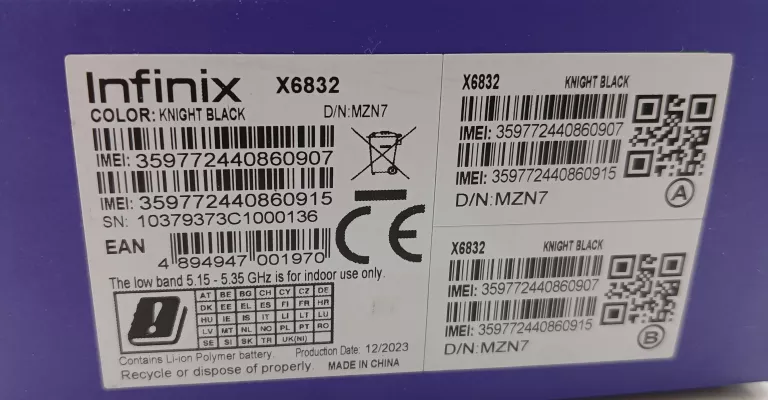 Infinix X6832
COLOR: KNIGHT BLACK D/N:MZN7
IMEI: 359772440860907
IMEI: 359772440860915
SN: 10379373C1000136
EAN 4 894947 001970
CE
The low band 5.15 - 5.35 GHz is for indoor use only.
AT BE BG CH CY CZ DE
DK EE EL ES FI FR HR
HU IE IS IT LI LT LU
LV MT NL NO PL PT RO
SE SI SK TR UK(NI)
Contains Li-ion Polymer battery. Production Date: 12/2023
Recycle or dispose of properly. MADE IN CHINA
X6832 KNIGHT BLACK
IMEI: 359772440860907
IMEI: 359772440860915
D/N:MZN7 A
X6832 KNIGHT BLACK
IMEI: 359772440860907
IMEI: 359772440860915
D/N:MZN7 B